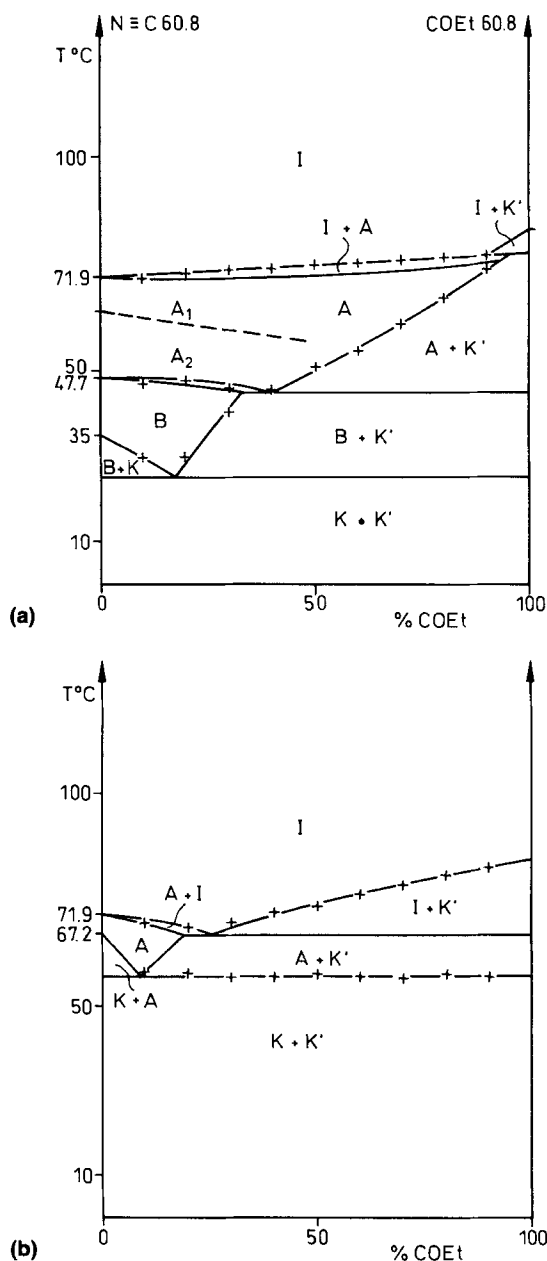 N ≡ C 60.8 COEt 60.8
T°C
100
I
I + K'
I + A
71.9
A₁ A
A₂ A + K'
50
47.7
B
35 B + K'
B + K
K • K'
10
0 50 100
(a)
% COEt
T°C
100
I
A + I
71.9 I + K'
67.2
A
A + K'
K + A
50
K + K'
10
0 50 100
(b) % COEt